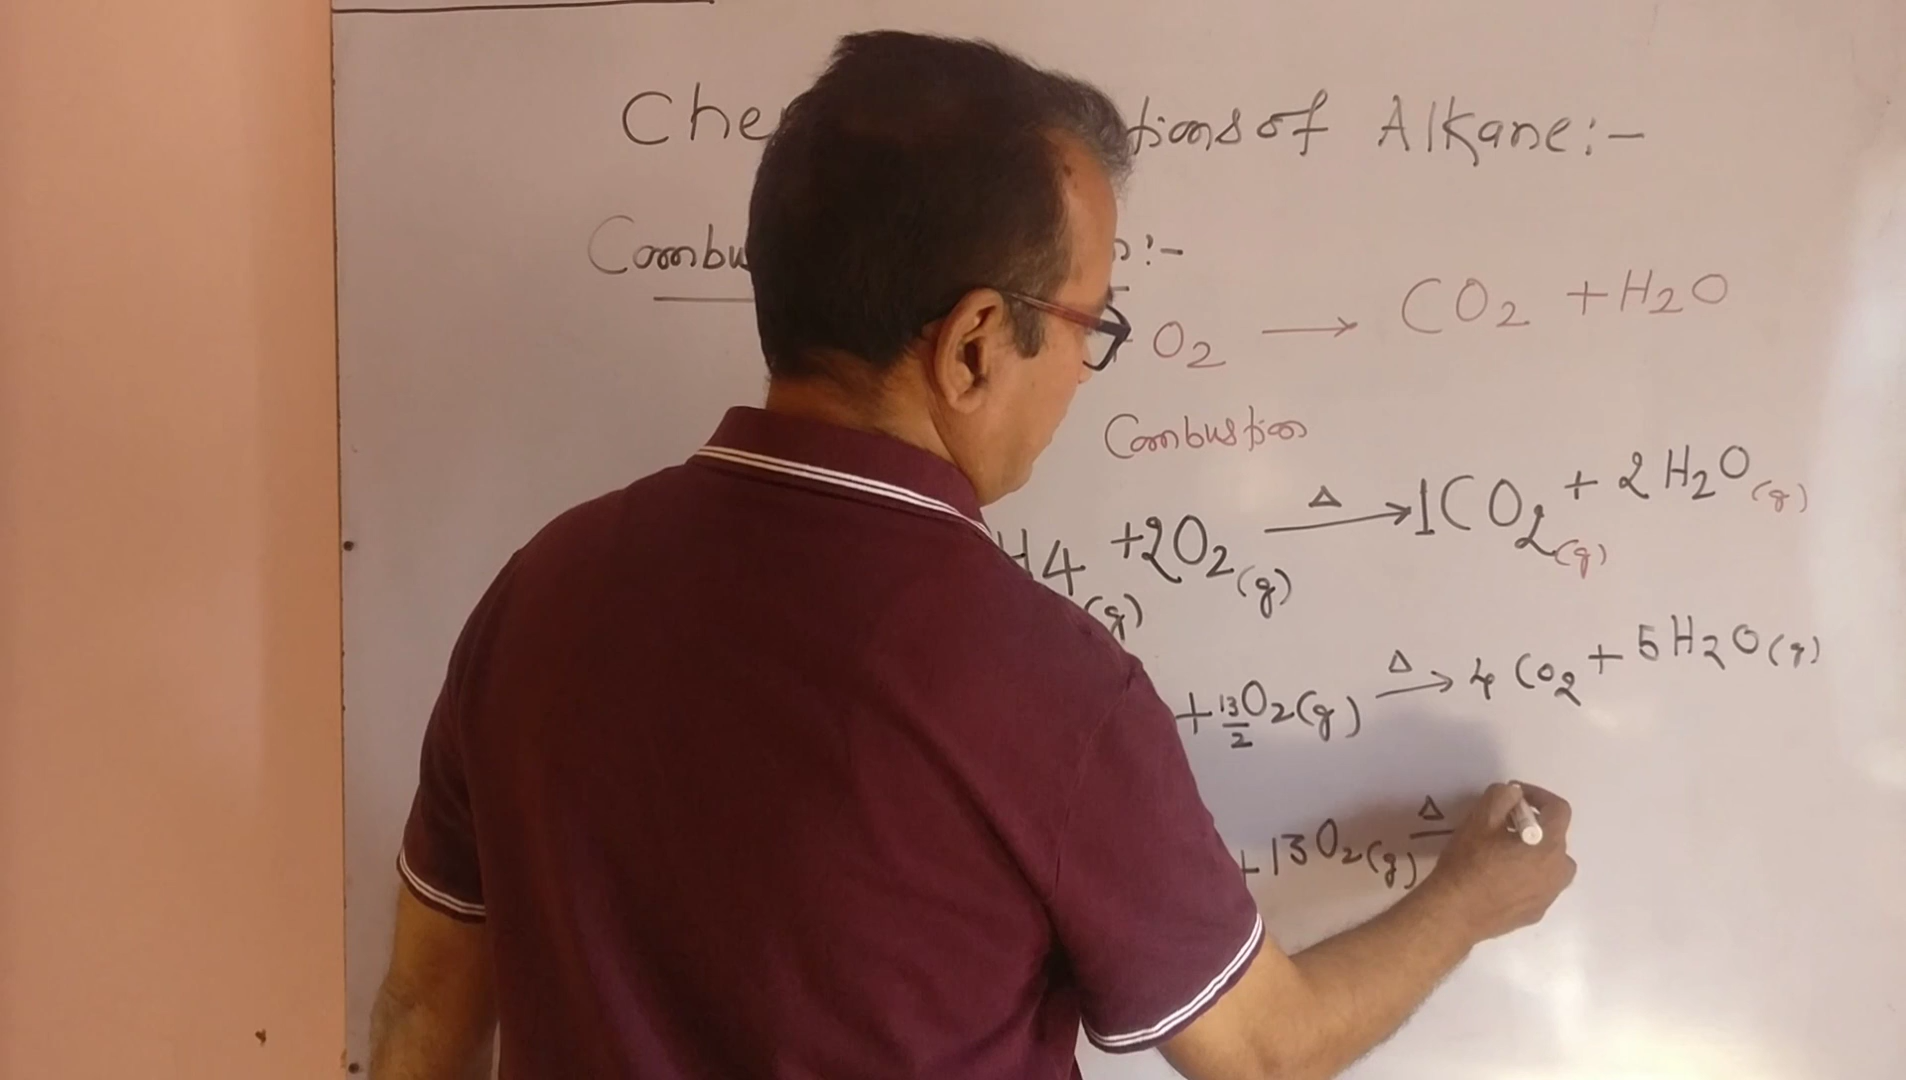 Che tions of Alkane:-
Combu n:-
+ O2 → CO2 + H2O
Combustion
H4 (g) +2O2 (g) Δ → 1CO2 (g) + 2H2O (g)
+ 13/2 O2 (g) Δ → 4CO2 + 5H2O (g)
+13O2 (g) Δ